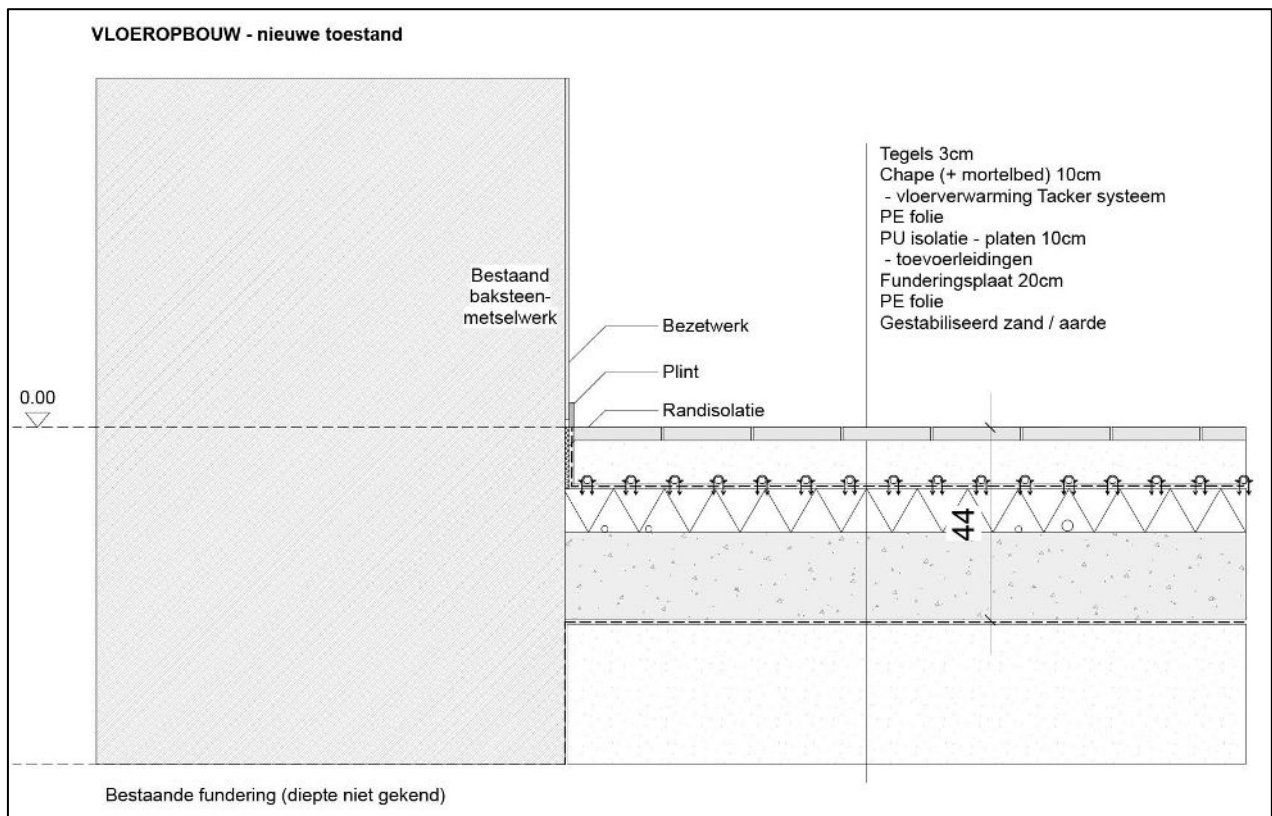 VLOEROPBOUW - nieuwe toestand
Tegels 3cm
Chape (+ mortelbed) 10cm
- vloerverwarming Tacker systeem
PE folie
PU isolatie - platen 10cm
- toevoerleidingen
Funderingsplaat 20cm
PE folie
Gestabiliseerd zand / aarde
Bestaand
baksteen-
metselwerk
Bezetwerk
Plint
Randisolatie
0.00
44
Bestaande fundering (diepte niet gekend)